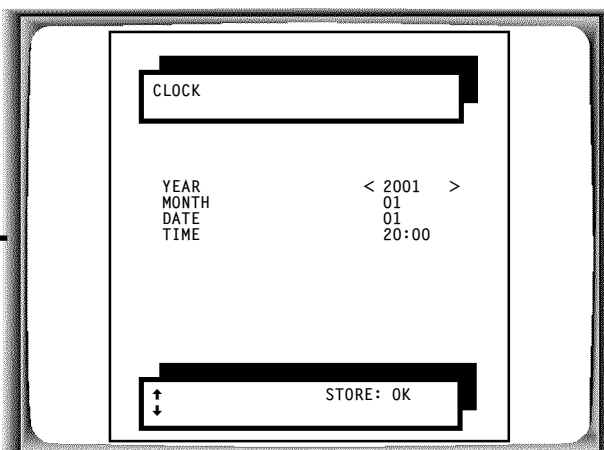 CLOCK
YEAR < 2001 >
MONTH 01
DATE 01
TIME 20:00
↑ STORE: OK
↓